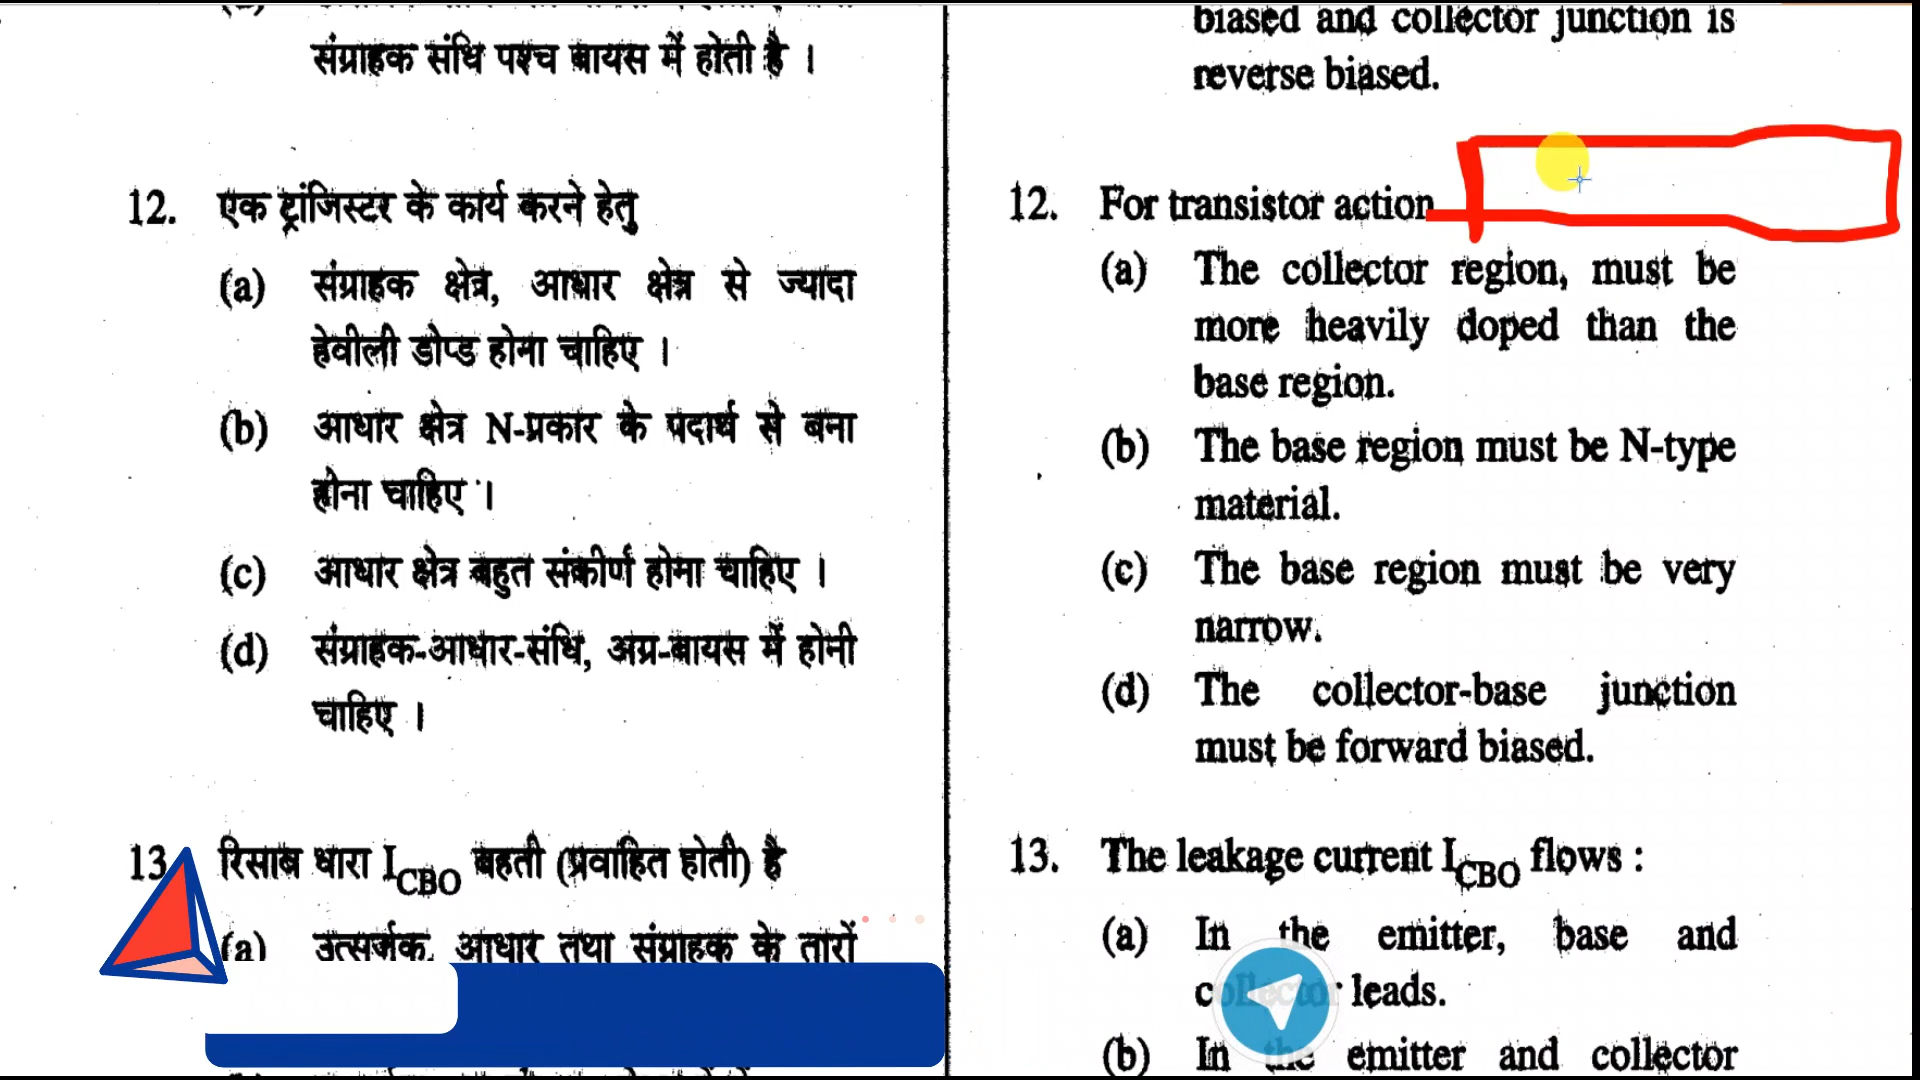 संग्राहक संधि पश्च बायस में होती है ।
12. एक ट्रांजिस्टर के कार्य करने हेतु
(a) संग्राहक क्षेत्र, आधार क्षेत्र से ज्यादा
हेवीली डोप्ड होना चाहिए ।
(b) आधार क्षेत्र N-प्रकार के पदार्थ से बना
होना चाहिए ।
(c) आधार क्षेत्र बहुत संकीर्ण होना चाहिए ।
(d) संग्राहक-आधार-संधि, अग्र-बायस में होनी
चाहिए ।
13. रिसाव धारा I_CBO बहती (प्रवाहित होती) है
(a) उत्सर्जक, आधार तथा संग्राहक के तारों
biased and collector junction is
reverse biased.
12. For transistor action
(a) The collector region, must be
more heavily doped than the
base region.
(b) The base region must be N-type
material.
(c) The base region must be very
narrow.
(d) The collector-base junction
must be forward biased.
13. The leakage current I_CBO flows :
(a) In the emitter, base and
collector leads.
(b) In the emitter and collector